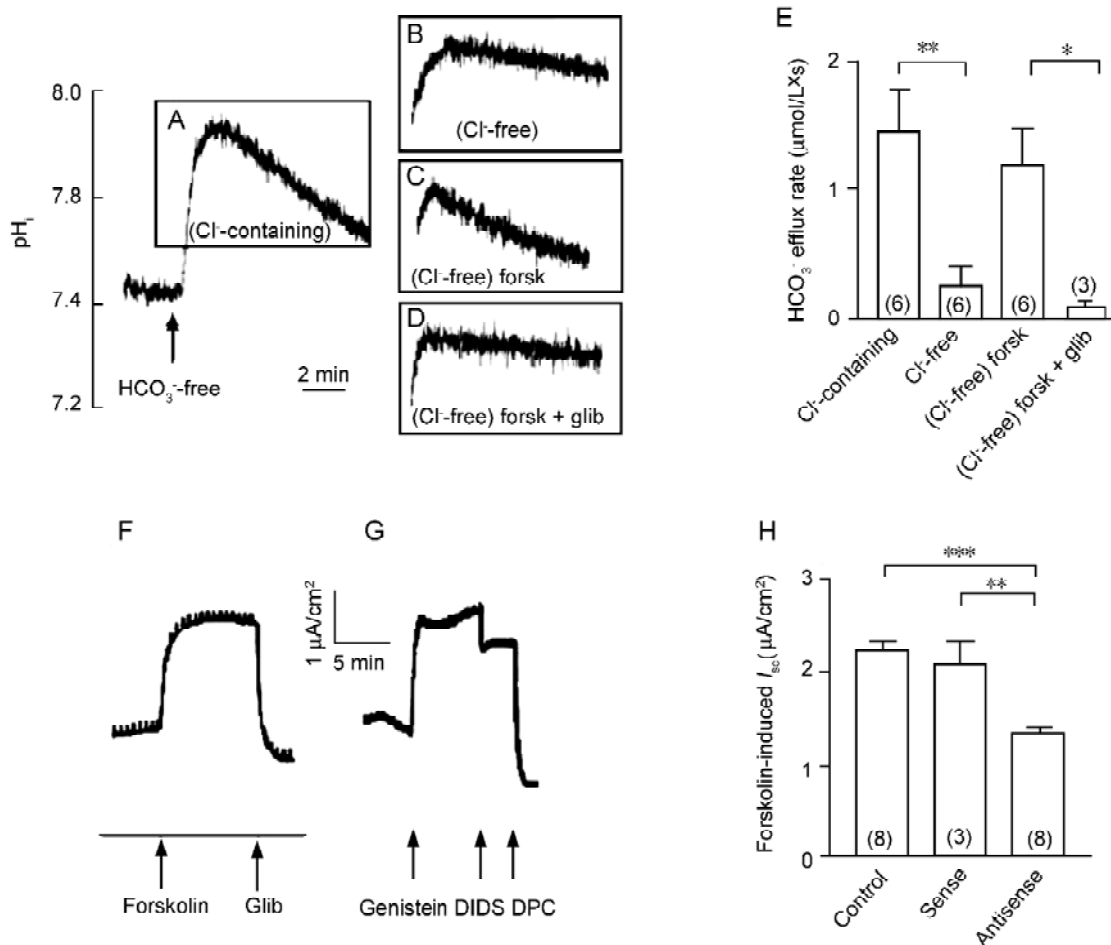 A
(Cl⁻-containing)
8.0
7.8
7.4
7.2
pHᵢ
HCO₃⁻-free
2 min
B
(Cl⁻-free)
C
(Cl⁻-free) forsk
D
(Cl⁻-free) forsk + glib
E
HCO₃⁻ efflux rate (μmol/L×s)
2
1
0
**
*
(6)
(6)
(6)
(3)
Cl⁻-containing
Cl⁻-free
(Cl⁻-free) forsk
(Cl⁻-free) forsk + glib
F
Forskolin
Glib
G
1 μA/cm²
5 min
Genistein DIDS DPC
H
Forskolin-induced Isc (μA/cm²)
3
2
1
0
***
**
(8)
(3)
(8)
Control
Sense
Antisense